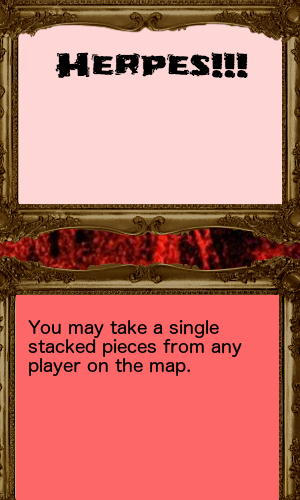 Herpes!!!
You may take a single
stacked pieces from any
player on the map.